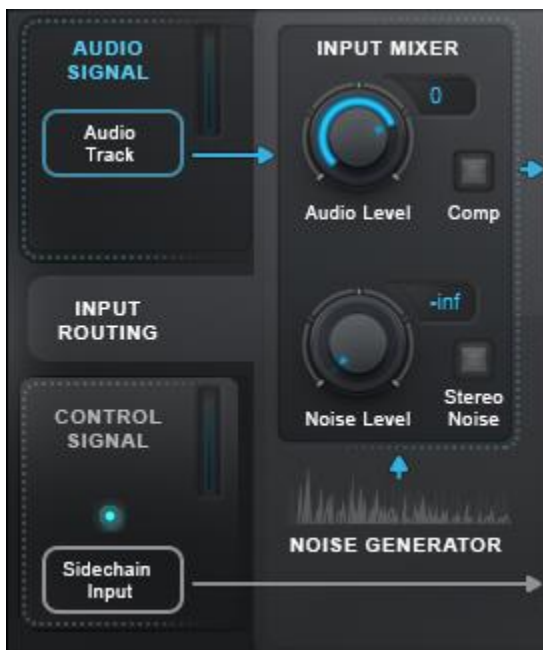 AUDIO
SIGNAL
Audio
Track
INPUT MIXER
0
Audio Level
Comp
INPUT
ROUTING
-inf
Noise Level
Stereo
Noise
CONTROL
SIGNAL
Sidechain
Input
NOISE GENERATOR